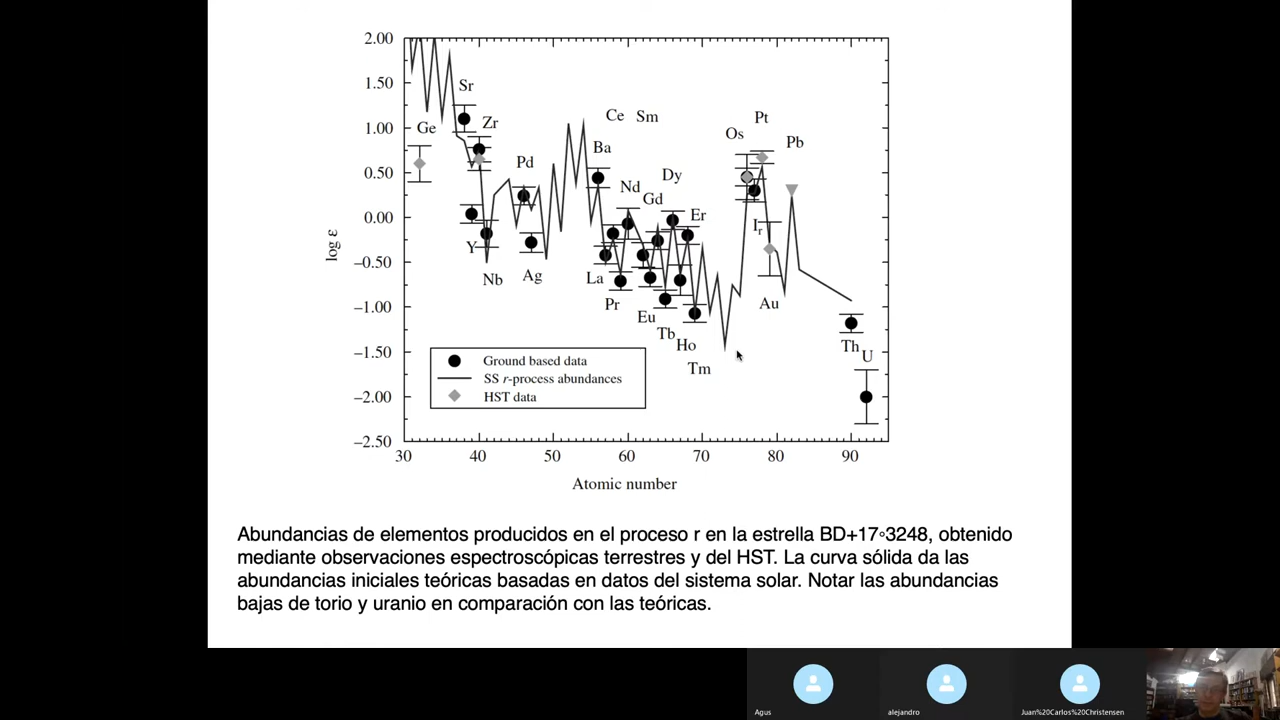 2.00
1.50
1.00
0.50
0.00
−0.50
−1.00
−1.50
−2.00
−2.50
log ε
Sr
Ge
Zr
Pd
Y
Nb
Ag
Ce
Sm
Ba
Nd
Gd
Dy
Er
La
Pr
Eu
Tb
Ho
Tm
Os
Pt
Pb
Ir
Au
Th
U
Ground based data
SS r-process abundances
HST data
30 40 50 60 70 80 90
Atomic number
Abundancias de elementos producidos en el proceso r en la estrella BD+17◦3248, obtenido
mediante observaciones espectroscópicas terrestres y del HST. La curva sólida da las
abundancias iniciales teóricas basadas en datos del sistema solar. Notar las abundancias
bajas de torio y uranio en comparación con las teóricas.
Agus
alejandro
Juan%20Carlos%20Christensen